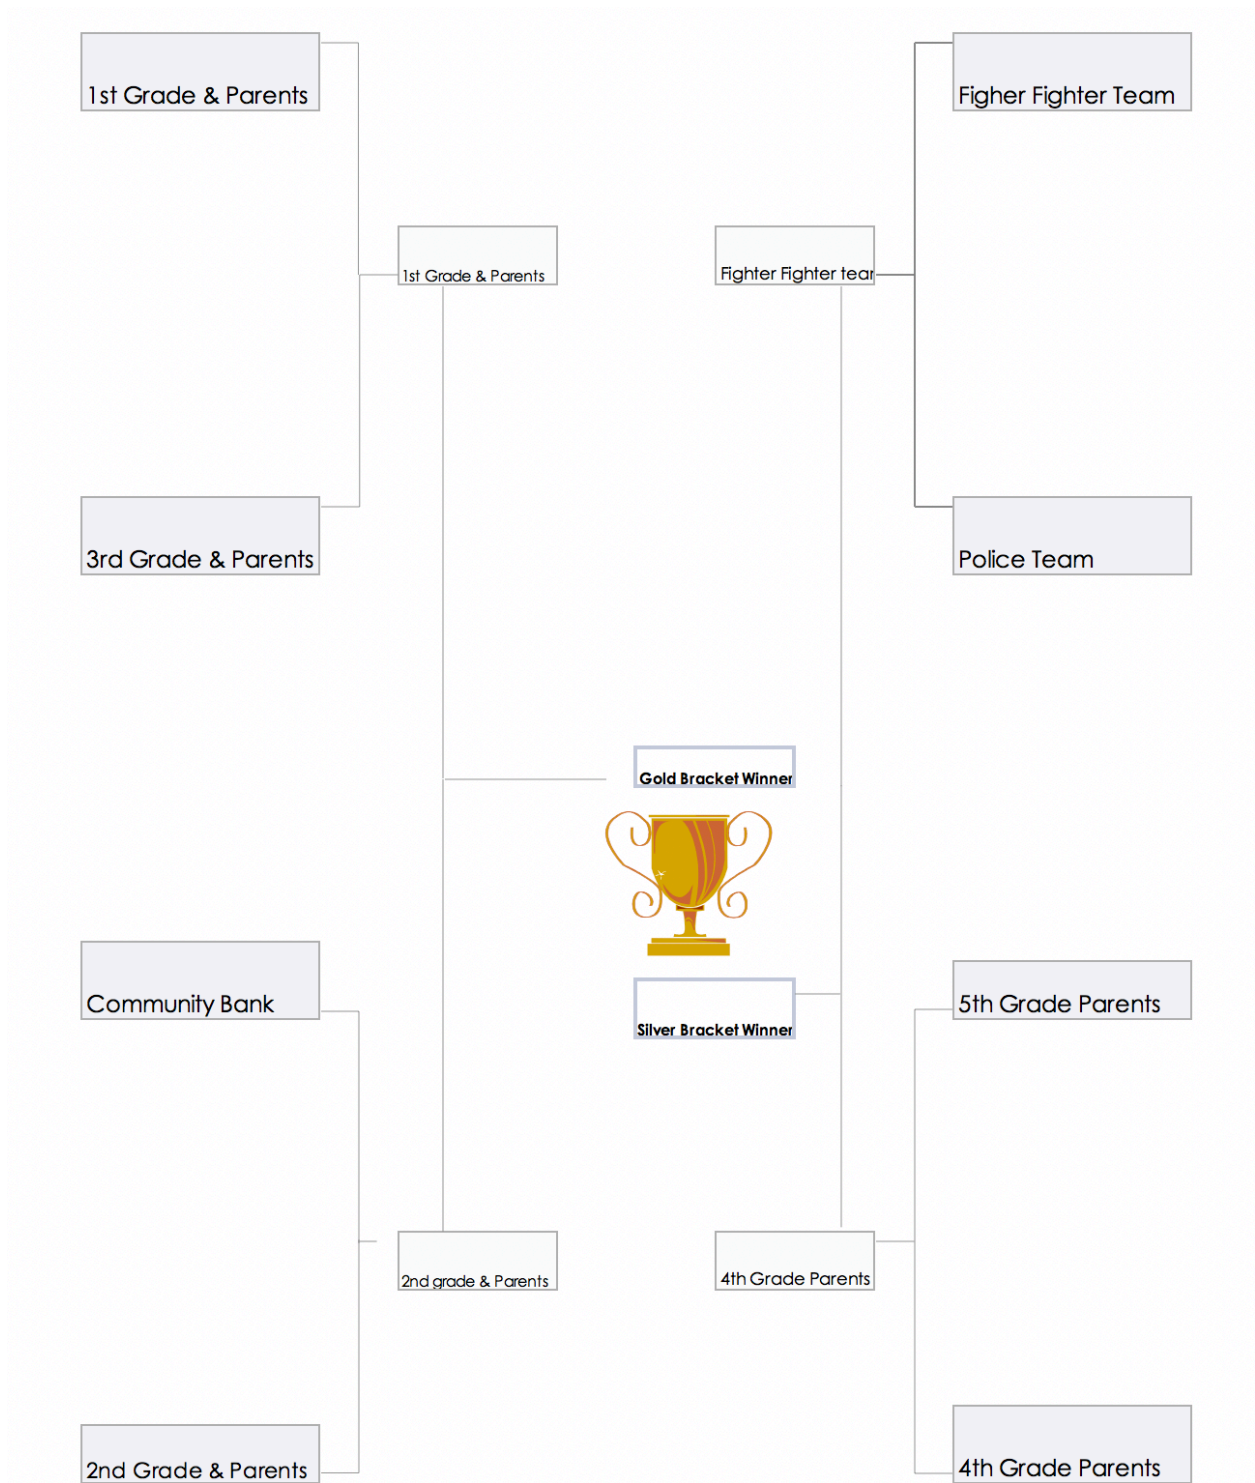 1st Grade & Parents
Figher Fighter Team
1st Grade & Parents
Fighter Fighter tear
3rd Grade & Parents
Police Team
Gold Bracket Winner
Community Bank
5th Grade Parents
Silver Bracket Winner
2nd grade & Parents
4th Grade Parents
2nd Grade & Parents
4th Grade Parents